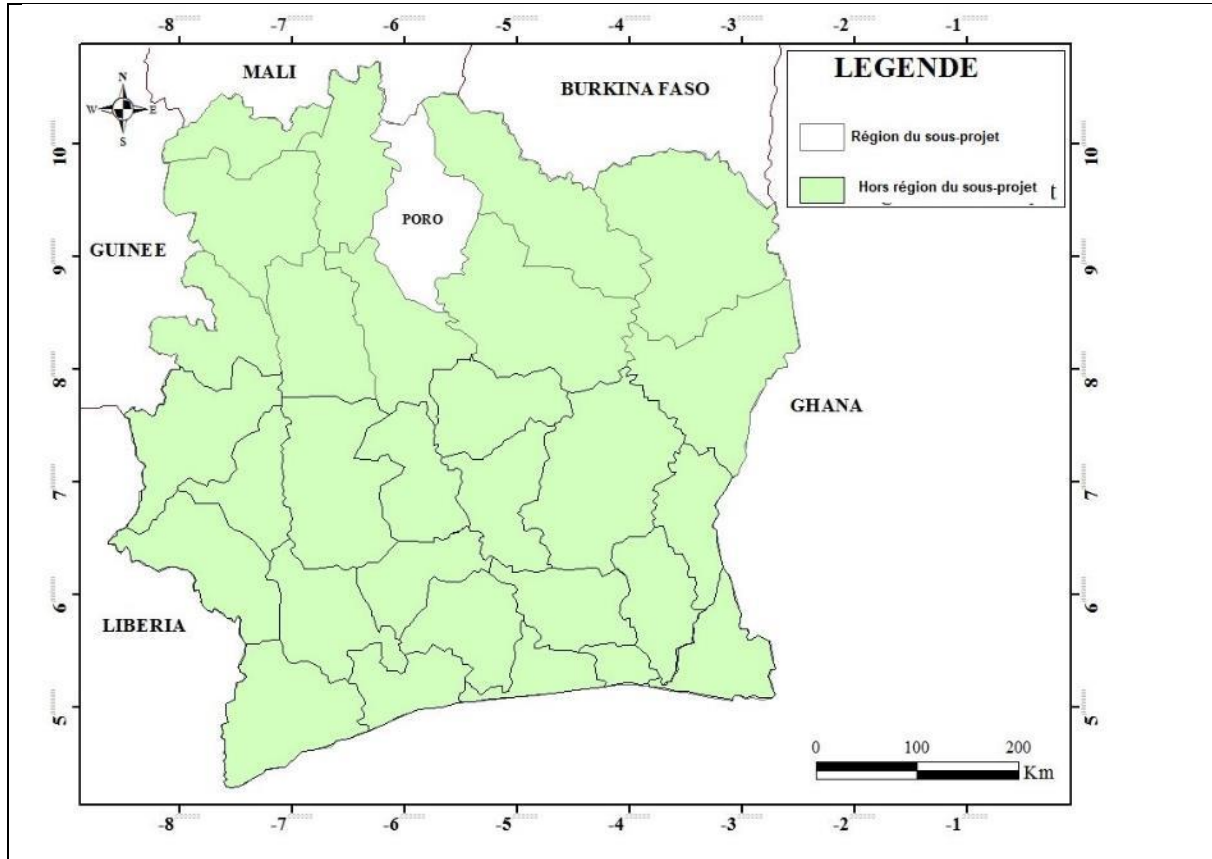 -8 -7 -6 -5 -4 -3 -2 -1
MALI
BURKINA FASO
N
W E
S
LEGENDE
Région du sous-projet
Hors région du sous-projet t
10 10
PORO
GUINEE
9 9
8 8
GHANA
7 7
6 6
LIBERIA
5 5
0 100 200
Km
-8 -7 -6 -5 -4 -3 -2 -1